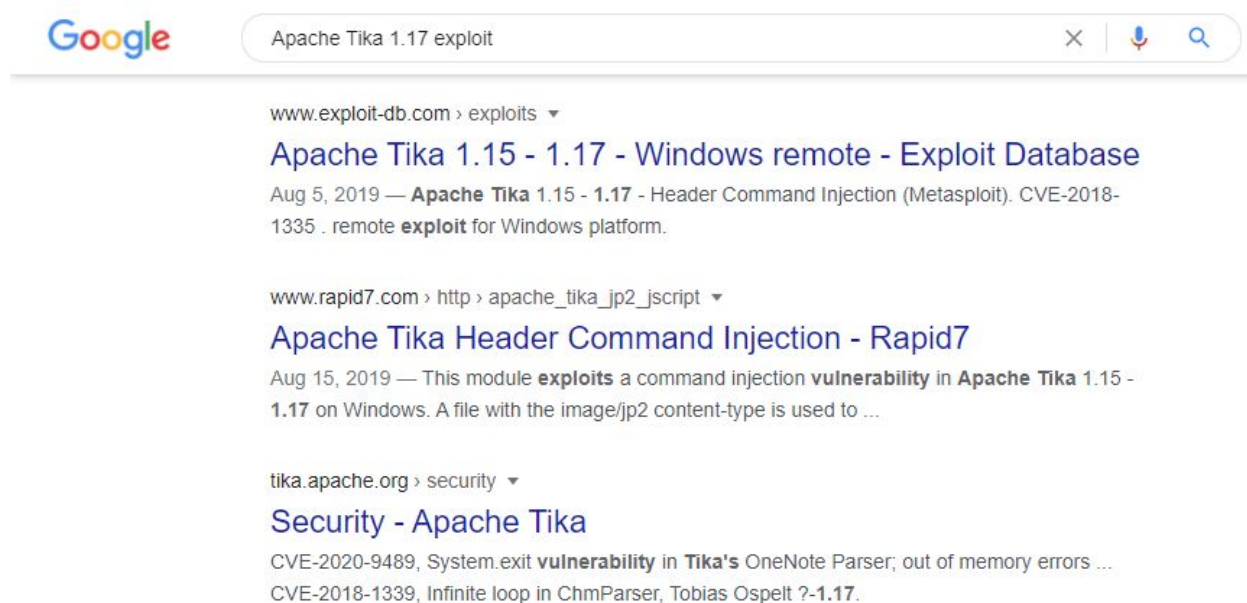 Google
Apache Tika 1.17 exploit
www.exploit-db.com › exploits
Apache Tika 1.15 - 1.17 - Windows remote - Exploit Database
Aug 5, 2019 — Apache Tika 1.15 - 1.17 - Header Command Injection (Metasploit). CVE-2018-
1335 . remote exploit for Windows platform.
www.rapid7.com › http › apache_tika_jp2_jscript
Apache Tika Header Command Injection - Rapid7
Aug 15, 2019 — This module exploits a command injection vulnerability in Apache Tika 1.15 -
1.17 on Windows. A file with the image/jp2 content-type is used to ...
tika.apache.org › security
Security - Apache Tika
CVE-2020-9489, System.exit vulnerability in Tika's OneNote Parser; out of memory errors ...
CVE-2018-1339, Infinite loop in ChmParser, Tobias Ospelt ?-1.17.